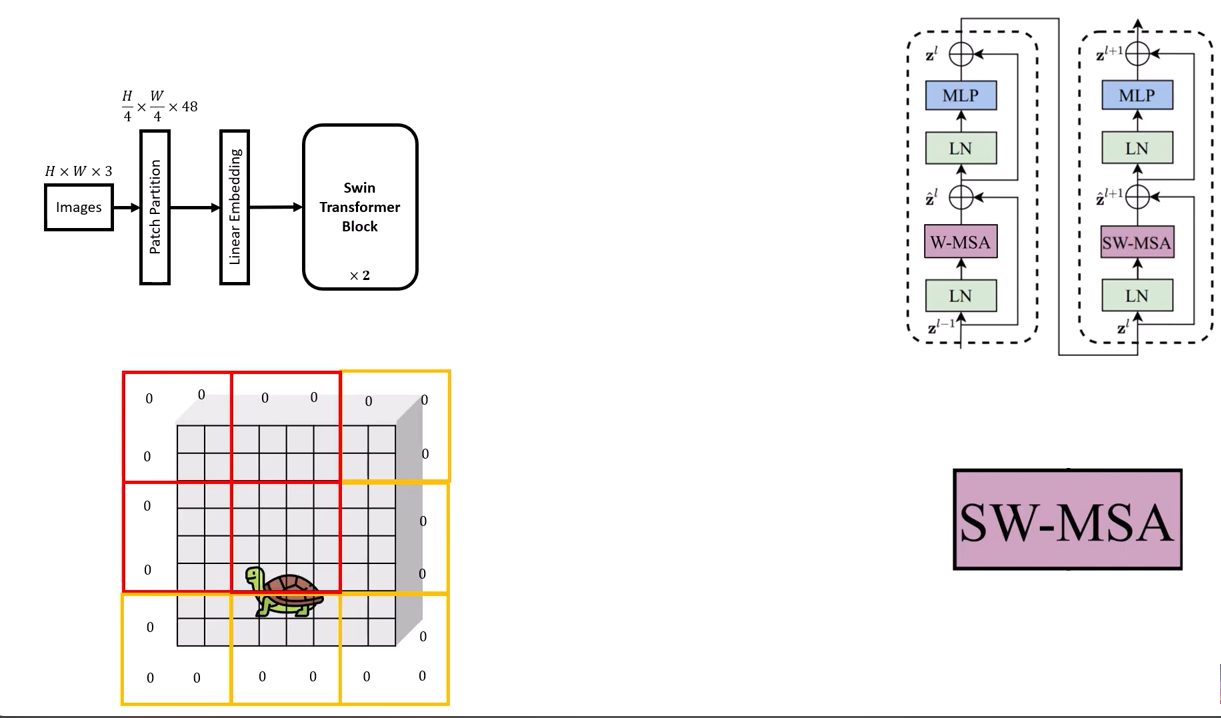 H/4 × W/4 × 48
H × W × 3
Images
Patch Partition
Linear Embedding
Swin
Transformer
Block
× 2
z^l
MLP
LN
ẑ^l
W-MSA
LN
z^{l−1}
z^{l+1}
MLP
LN
ẑ^{l+1}
SW-MSA
LN
z^l
0 0 0 0 0 0
0 0
0 0
0 0
0 0
0 0 0 0 0 0
SW-MSA